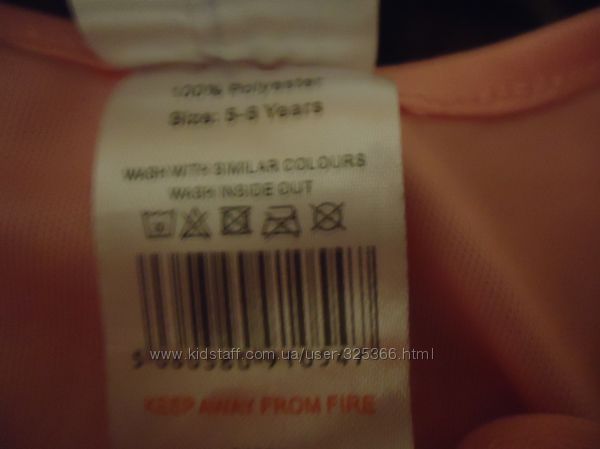 100% Polyester
Size: 5-6 Years
WASH WITH SIMILAR COLOURS
WASH INSIDE OUT
www.kidstaff.com.ua/user-325366.html
KEEP AWAY FROM FIRE